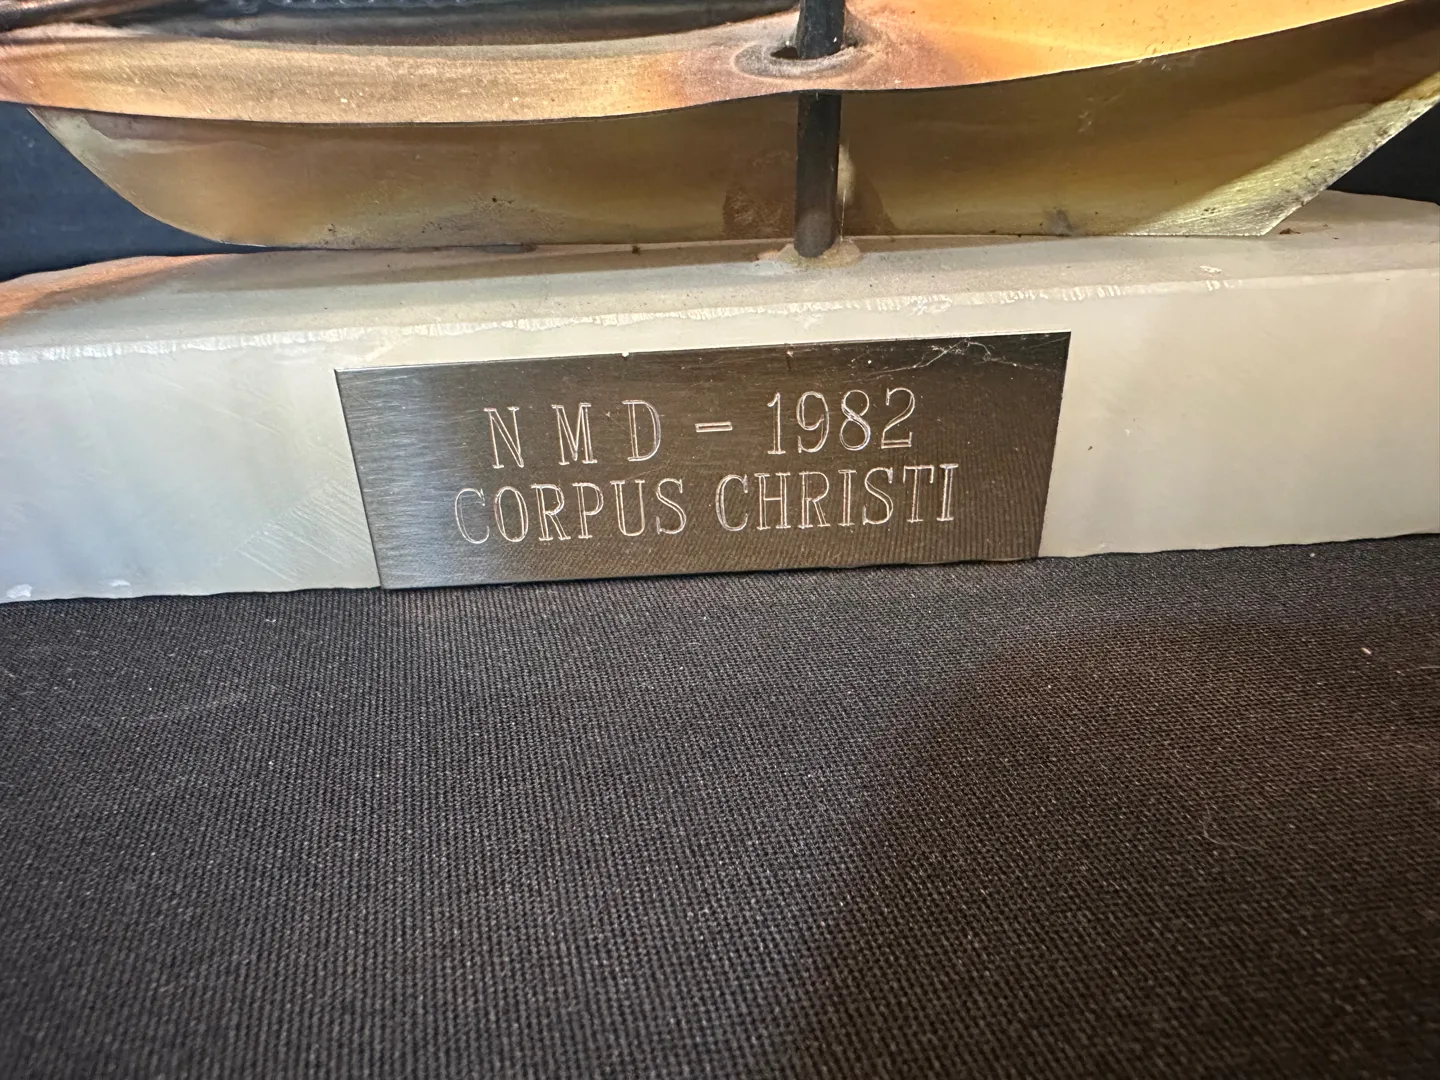 N M D - 1982
CORPUS CHRISTI